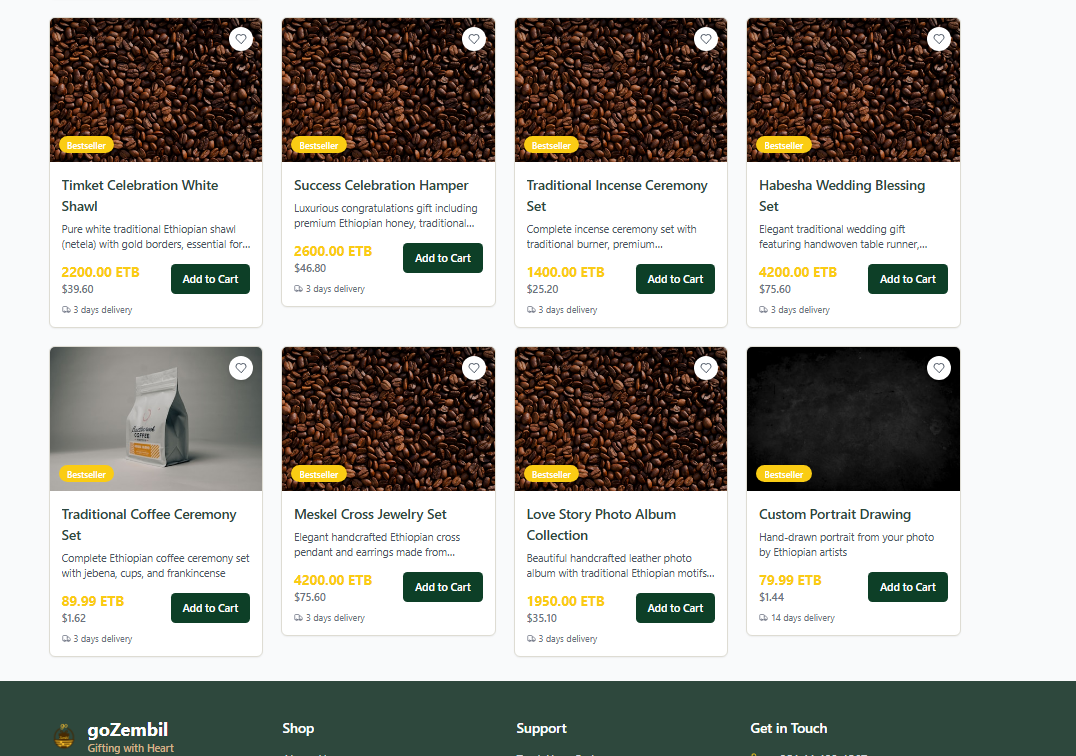 Bestseller
Bestseller
Bestseller
Bestseller
Timket Celebration White
Shawl
Pure white traditional Ethiopian shawl
(netela) with gold borders, essential for...
2200.00 ETB
$39.60
Add to Cart
3 days delivery
Success Celebration Hamper
Luxurious congratulations gift including
premium Ethiopian honey, traditional...
2600.00 ETB
$46.80
Add to Cart
3 days delivery
Traditional Incense Ceremony
Set
Complete incense ceremony set with
traditional burner, premium...
1400.00 ETB
$25.20
Add to Cart
3 days delivery
Habesha Wedding Blessing
Set
Elegant traditional wedding gift
featuring handwoven table runner,...
4200.00 ETB
$75.60
Add to Cart
3 days delivery
COFFEE
Bestseller
Bestseller
Bestseller
Bestseller
Traditional Coffee Ceremony
Set
Complete Ethiopian coffee ceremony set
with jebena, cups, and frankincense
89.99 ETB
$1.62
Add to Cart
3 days delivery
Meskel Cross Jewelry Set
Elegant handcrafted Ethiopian cross
pendant and earrings made from...
4200.00 ETB
$75.60
Add to Cart
3 days delivery
Love Story Photo Album
Collection
Beautiful handcrafted leather photo
album with traditional Ethiopian motifs...
1950.00 ETB
$35.10
Add to Cart
3 days delivery
Custom Portrait Drawing
Hand-drawn portrait from your photo
by Ethiopian artists
79.99 ETB
$1.44
Add to Cart
14 days delivery
goZembil
Gifting with Heart
Shop
Support
Get in Touch